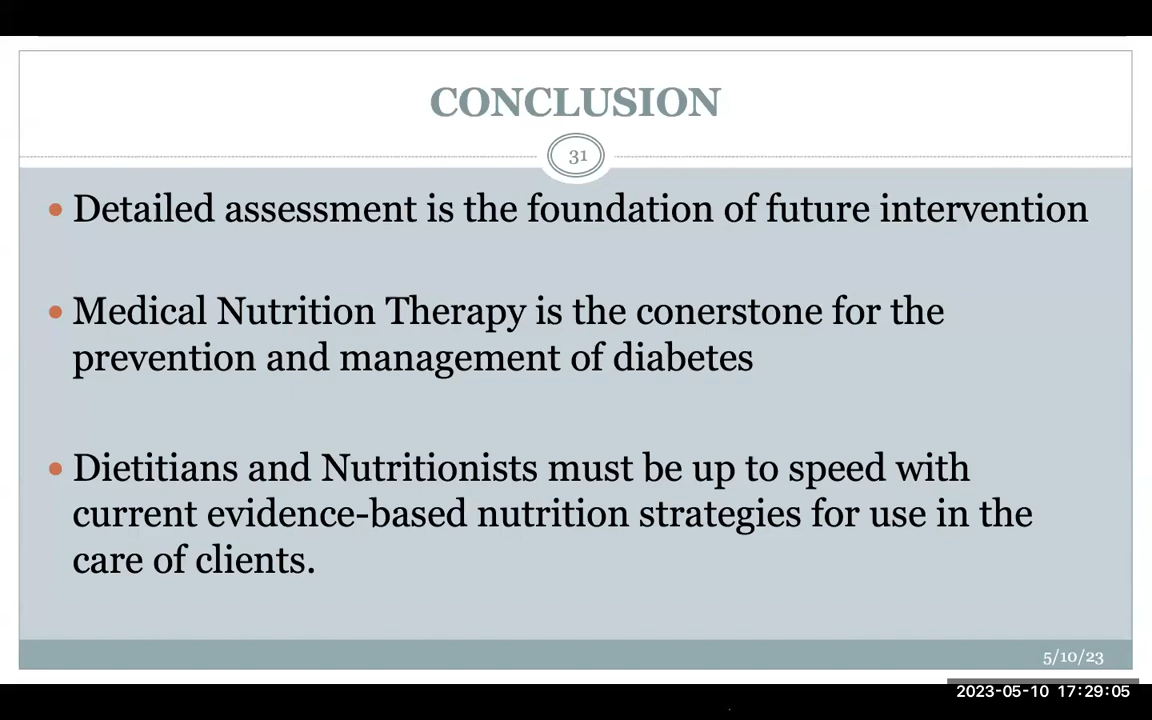 CONCLUSION
31
Detailed assessment is the foundation of future intervention
Medical Nutrition Therapy is the conerstone for the
prevention and management of diabetes
Dietitians and Nutritionists must be up to speed with
current evidence-based nutrition strategies for use in the
care of clients.
5/10/23
2023-05-10 17:29:05